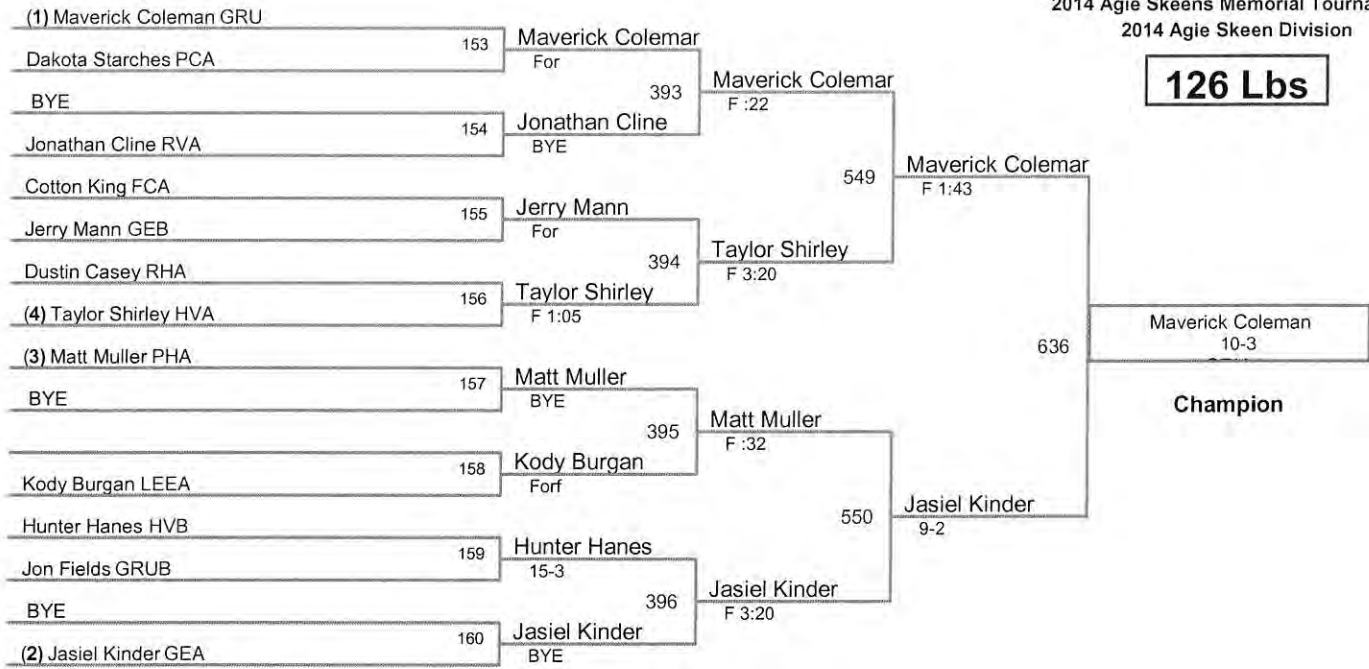 2014 Agie Skeens Memorial
2014 Agie Skeen Division
126 Lbs
(1) Maverick Coleman GRU
Dakota Starches PCA
BYE
Jonathan Cline RVA
Cotton King FCA
Jerry Mann GEB
Dustin Casey RHA
(4) Taylor Shirley HVA
(3) Matt Muller PHA
BYE
Kody Burgan LEEA
Hunter Hanes HVB
Jon Fields GRUB
BYE
(2) Jasiel Kinder GEA
153
Maverick Colemar
For
154
Jonathan Cline
BYE
155
Jerry Mann
For
156
Taylor Shirley
F 1:05
157
Matt Muller
BYE
158
Kody Burgan
Forf
159
Hunter Hanes
15-3
160
Jasiel Kinder
BYE
393
Maverick Colemar
F :22
394
Taylor Shirley
F 3:20
395
Matt Muller
F :32
396
Jasiel Kinder
F 3:20
549
Maverick Colemar
F 1:43
550
Jasiel Kinder
9-2
636
Maverick Coleman
10-3
Champion